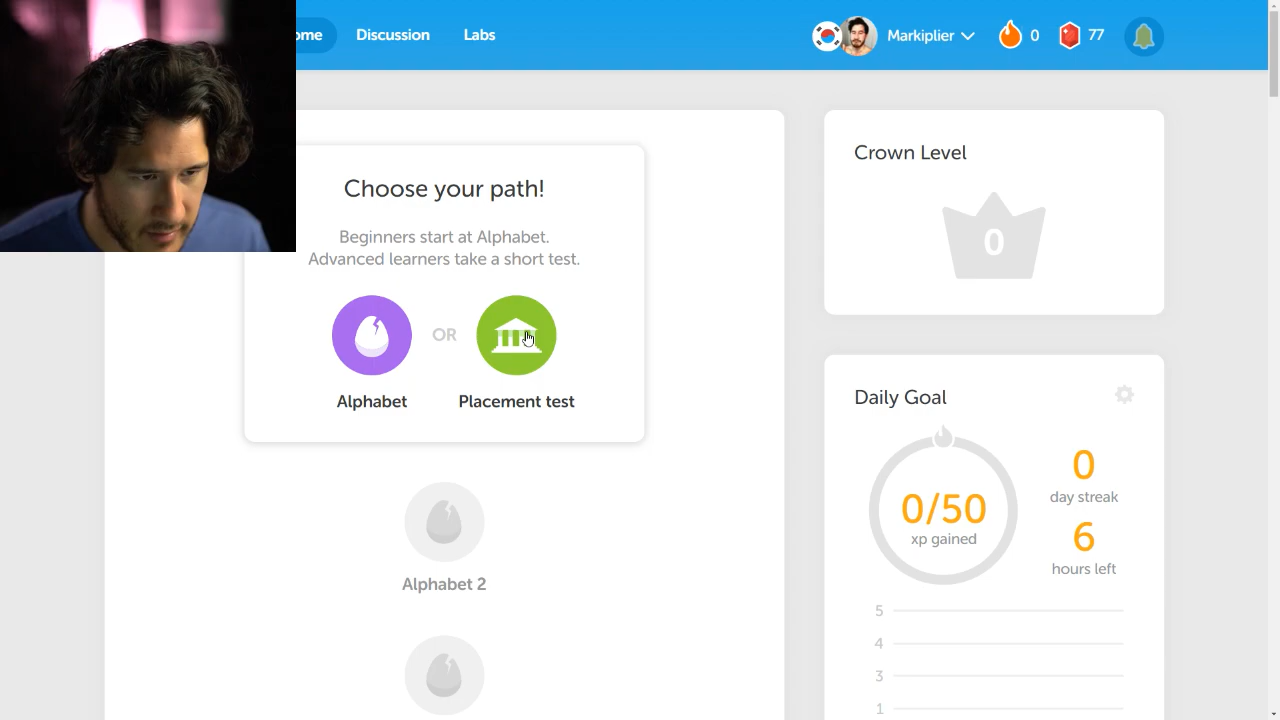 ome
Discussion
Labs
Markiplier
0
77
Choose your path!
Beginners start at Alphabet.
Advanced learners take a short test.
OR
Alphabet
Placement test
Alphabet 2
Crown Level
0
Daily Goal
0/50
xp gained
0
day streak
6
hours left
5
4
3
1